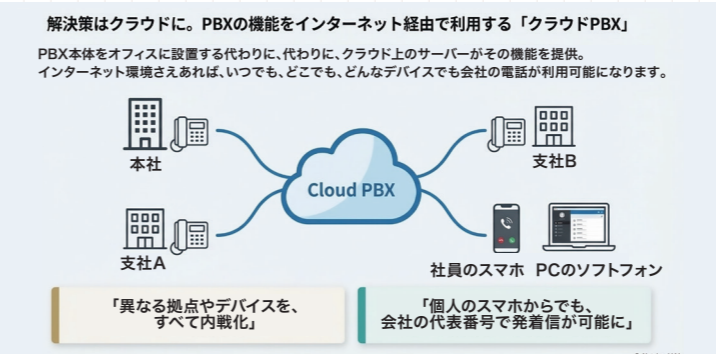 解決策はクラウドに。PBXの機能をインターネット経由で利用する「クラウドPBX」
PBX本体をオフィスに設置する代わりに、代わりに、クラウド上のサーバーがその機能を提供。
インターネット環境さえあれば、いつでも、どこでも、どんなデバイスでも会社の電話が利用可能になります。
本社
支社B
Cloud PBX
支社A
社員のスマホ
PCのソフトフォン
「異なる拠点やデバイスを、
すべて内戦化」
「個人のスマホからでも、
会社の代表番号で発着信が可能に」